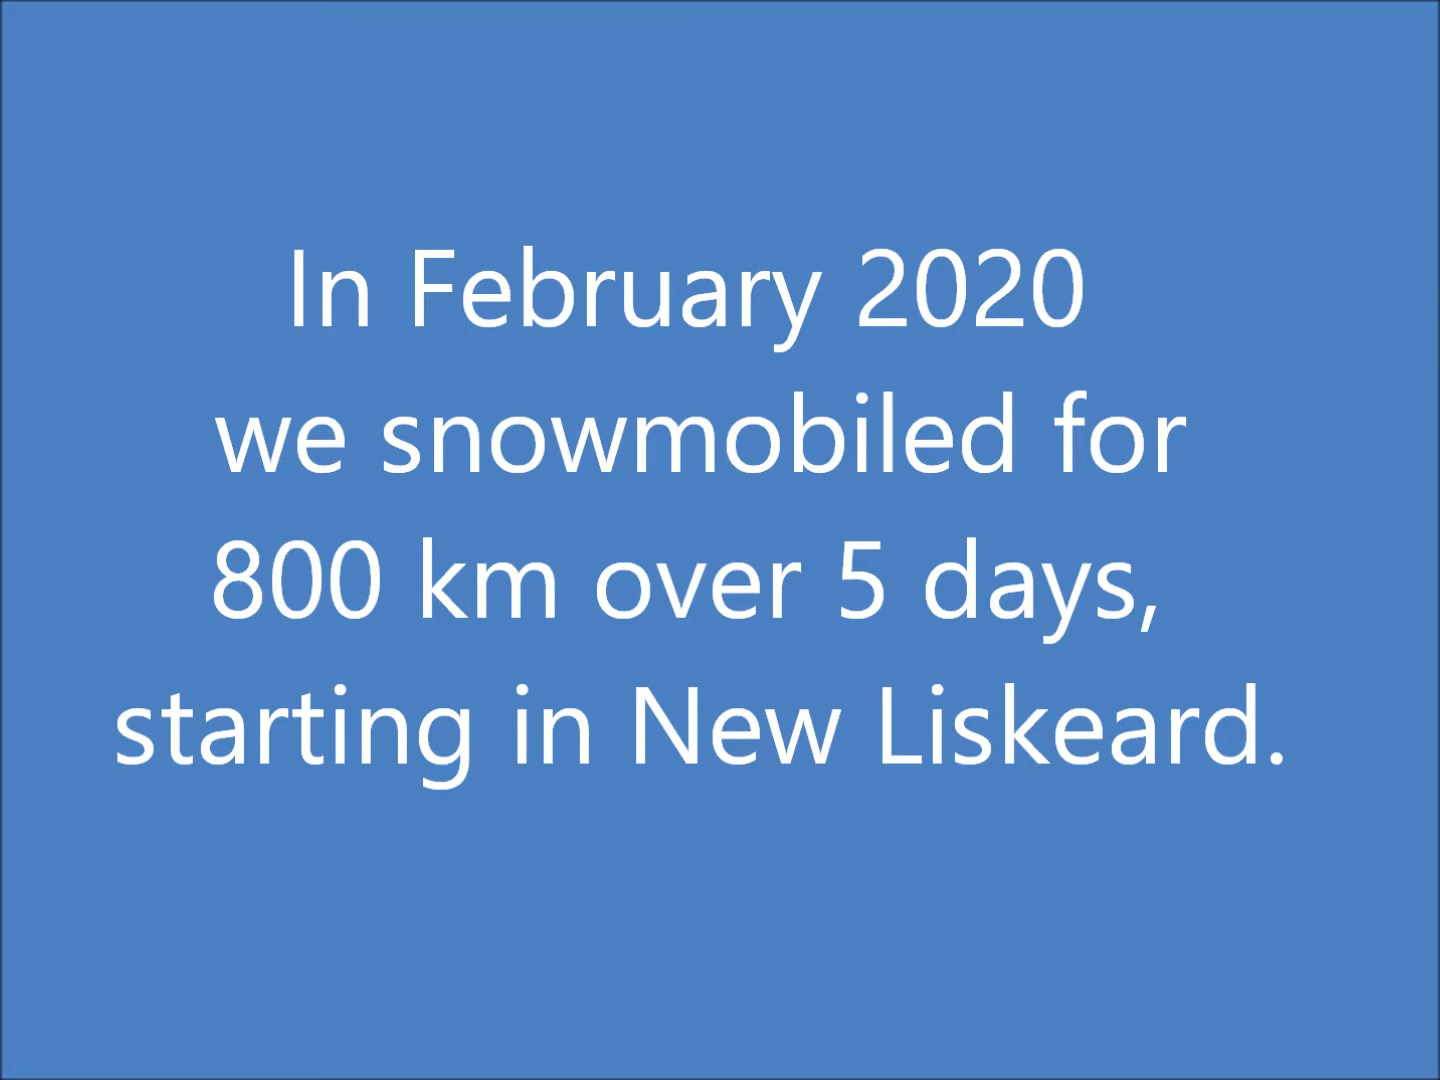 In February 2020
we snowmobiled for
800 km over 5 days,
starting in New Liskeard.